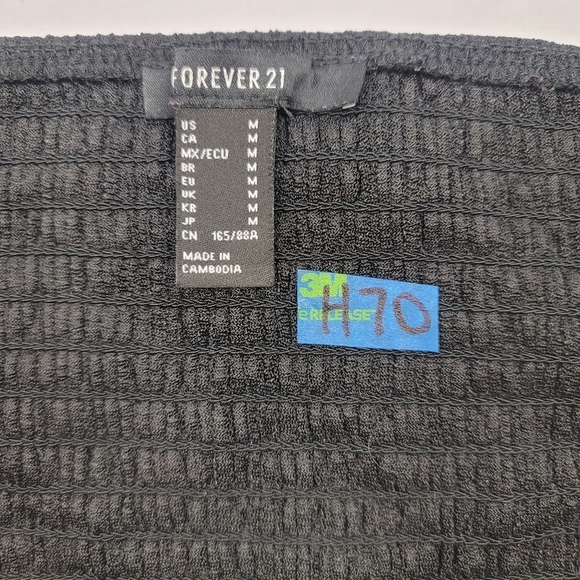 FOREVER 21
US M
CA M
MX/ECU M
BR M
EU M
UK M
KR M
JP M
CN 165/88A
MADE IN
CAMBODIA
3M
e RELEASE
H70